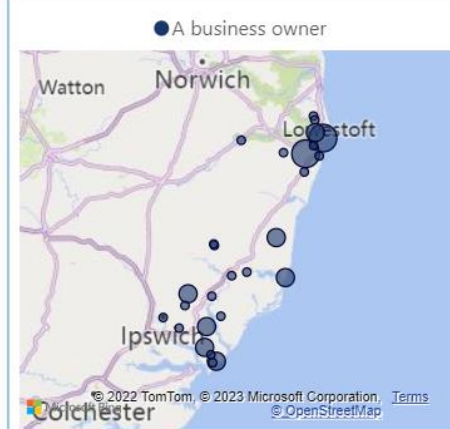 A business owner
Norwich
Watton
Lowestoft
Ipswich
© 2022 TomTom, © 2023 Microsoft Corporation, Terms
Colchester
© OpenStreetMap